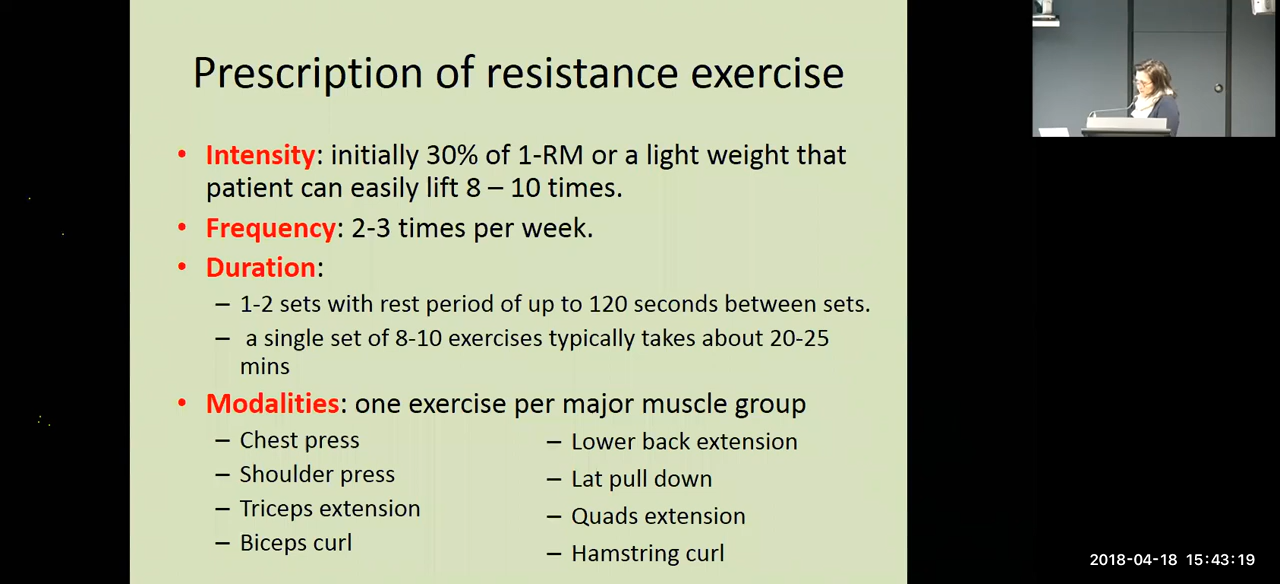 Prescription of resistance exercise
• Intensity: initially 30% of 1-RM or a light weight that
patient can easily lift 8 – 10 times.
• Frequency: 2-3 times per week.
• Duration:
– 1-2 sets with rest period of up to 120 seconds between sets.
– a single set of 8-10 exercises typically takes about 20-25
mins
• Modalities: one exercise per major muscle group
– Chest press
– Shoulder press
– Triceps extension
– Biceps curl
– Lower back extension
– Lat pull down
– Quads extension
– Hamstring curl
2018-04-18 15:43:19